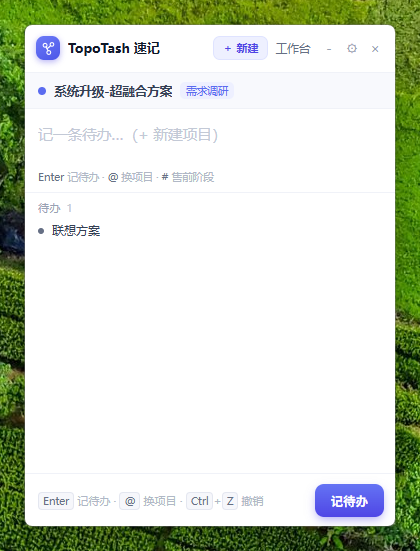 TopoTash 速记 + 新建 工作台 - ⚙ ×
系统升级-超融合方案 需求调研
记一条待办… (+ 新建项目)
Enter 记待办 · @ 换项目 · # 售前阶段
待办 1
联想方案
Enter 记待办 · @ 换项目 · Ctrl + Z 撤销 记待办